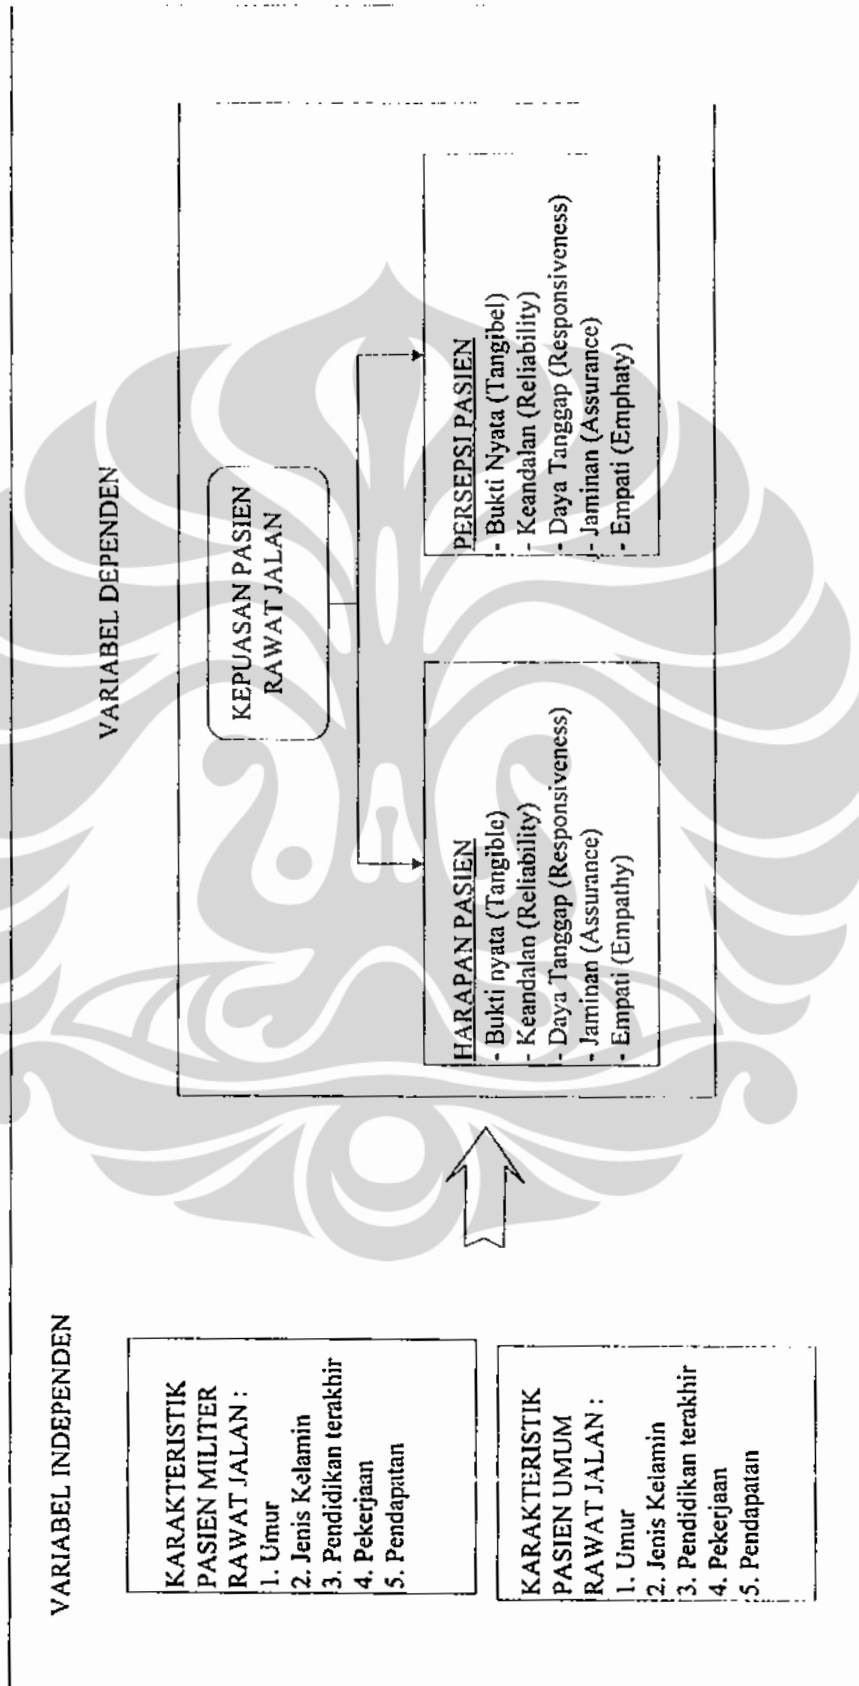 VARIABEL INDEPENDEN
KARAKTERISTIK
PASIEN MILITER
RAWAT JALAN :
1. Umur
2. Jenis Kelamin
3. Pendidikan terakhir
4. Pekerjaan
5. Pendapatan
KARAKTERISTIK
PASIEN UMUM
RAWAT JALAN :
1. Umur
2. Jenis Kelamin
3. Pendidikan terakhir
4. Pekerjaan
5. Pendapatan
VARIABEL DEPENDEN
KEPUASAN PASIEN
RAWAT JALAN
HARAPAN PASIEN
- Bukti nyata (Tangible)
- Keandalan (Reliability)
- Daya Tanggap (Responsiveness)
- Jaminan (Assurance)
- Empati (Empathy)
PERSEPSI PASIEN
- Bukti Nyata (Tangibel)
- Keandalan (Reliability)
- Daya Tanggap (Responsiveness)
- Jaminan (Assurance)
- Empati (Emphaty)